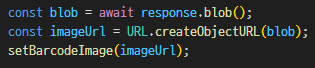 const blob = await response.blob();
const imageUrl = URL.createObjectURL(blob);
setBarcodeImage(imageUrl);